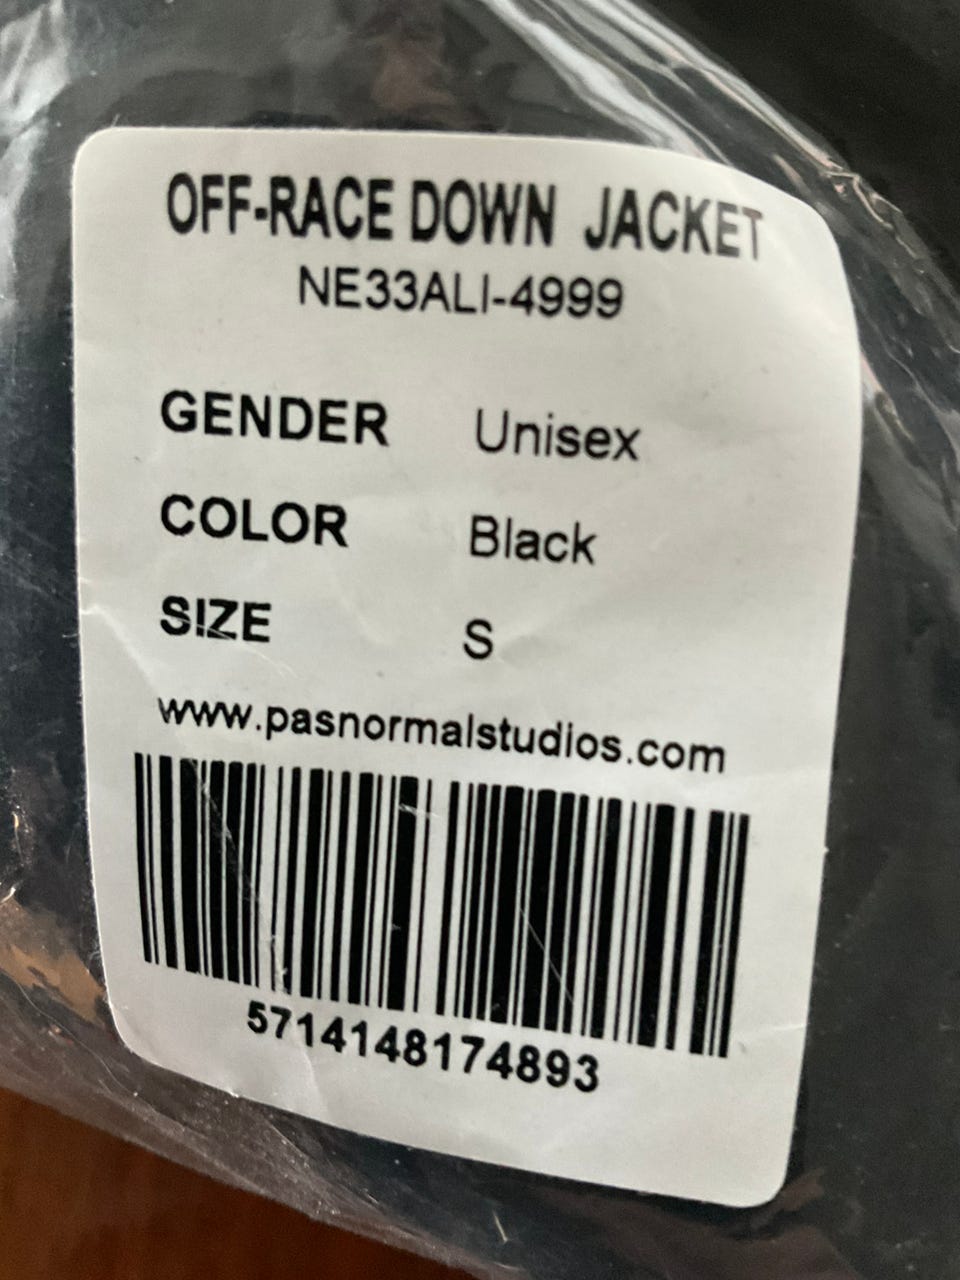 OFF-RACE DOWN JACKET
NE33ALI-4999
GENDER Unisex
COLOR Black
SIZE S
www.pasnormalstudios.com
5714148174893